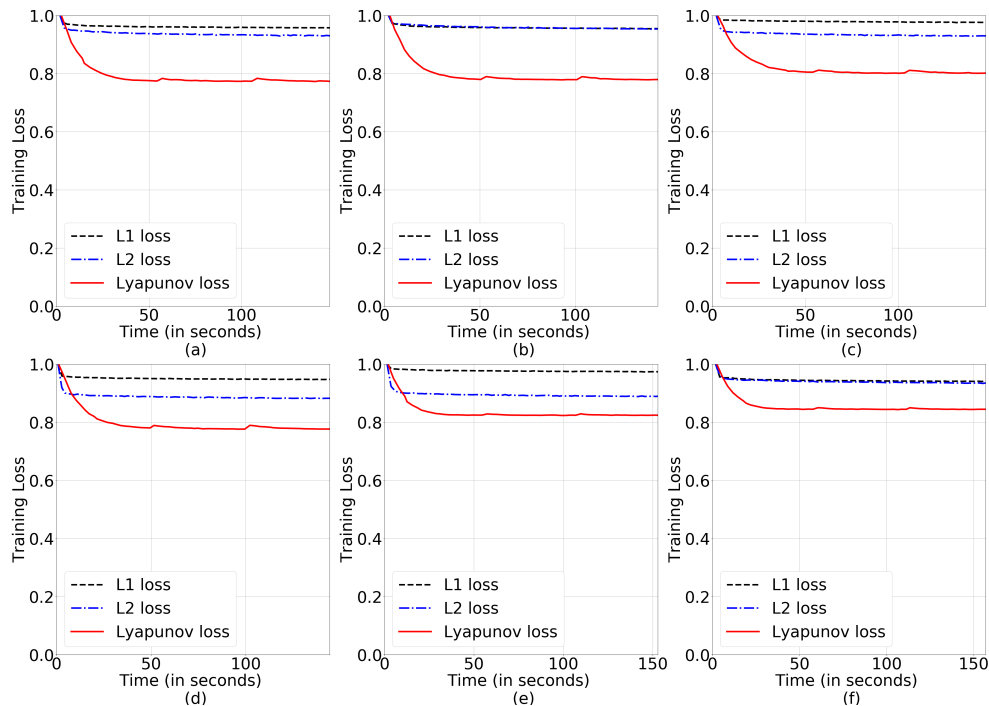 1.0
0.8
0.6
0.4
0.2
0.0
Training Loss
L1 loss
L2 loss
Lyapunov loss
0 50 100
Time (in seconds)
(a)
1.0
0.8
0.6
0.4
0.2
0.0
Training Loss
L1 loss
L2 loss
Lyapunov loss
0 50 100
Time (in seconds)
(b)
1.0
0.8
0.6
0.4
0.2
0.0
Training Loss
L1 loss
L2 loss
Lyapunov loss
0 50 100
Time (in seconds)
(c)
1.0
0.8
0.6
0.4
0.2
0.0
Training Loss
L1 loss
L2 loss
Lyapunov loss
0 50 100
Time (in seconds)
(d)
1.0
0.8
0.6
0.4
0.2
0.0
Training Loss
L1 loss
L2 loss
Lyapunov loss
0 50 100 150
Time (in seconds)
(e)
1.0
0.8
0.6
0.4
0.2
0.0
Training Loss
L1 loss
L2 loss
Lyapunov loss
0 50 100 150
Time (in seconds)
(f)